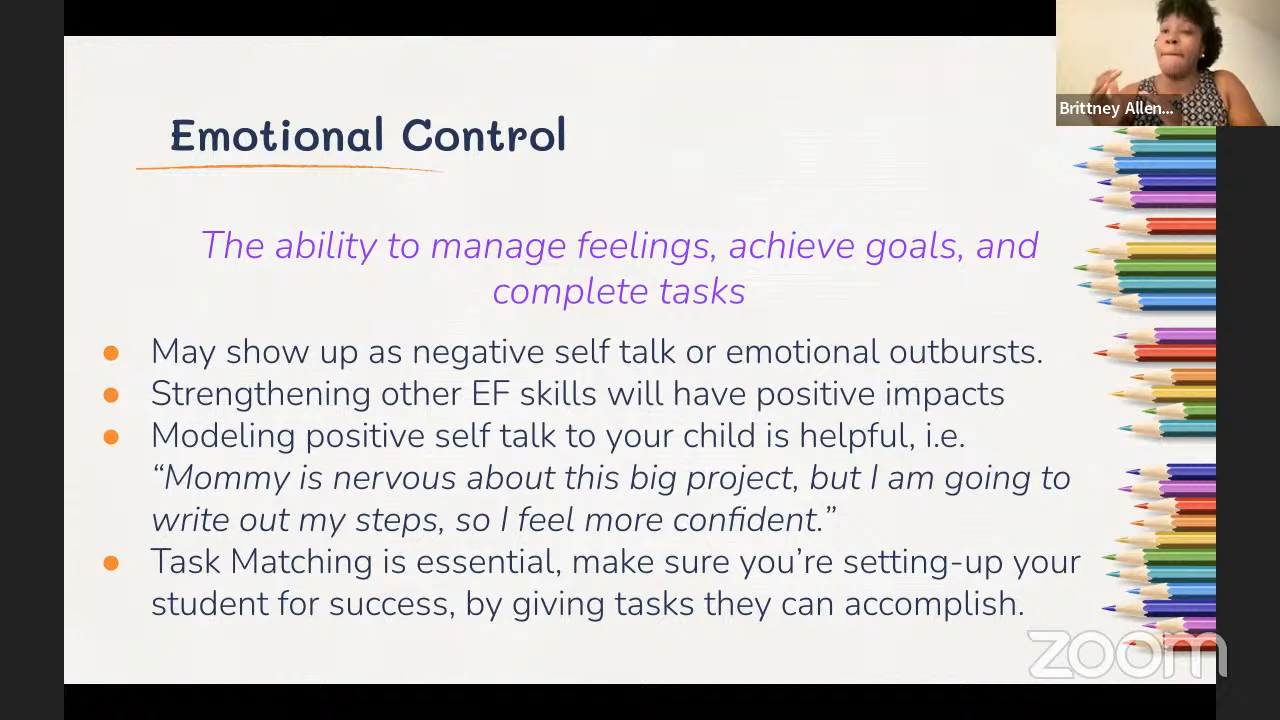 Brittney Allen...
Emotional Control
The ability to manage feelings, achieve goals, and
complete tasks
● May show up as negative self talk or emotional outbursts.
● Strengthening other EF skills will have positive impacts
● Modeling positive self talk to your child is helpful, i.e.
“Mommy is nervous about this big project, but I am going to
write out my steps, so I feel more confident.”
● Task Matching is essential, make sure you’re setting-up your
student for success, by giving tasks they can accomplish.
zoom